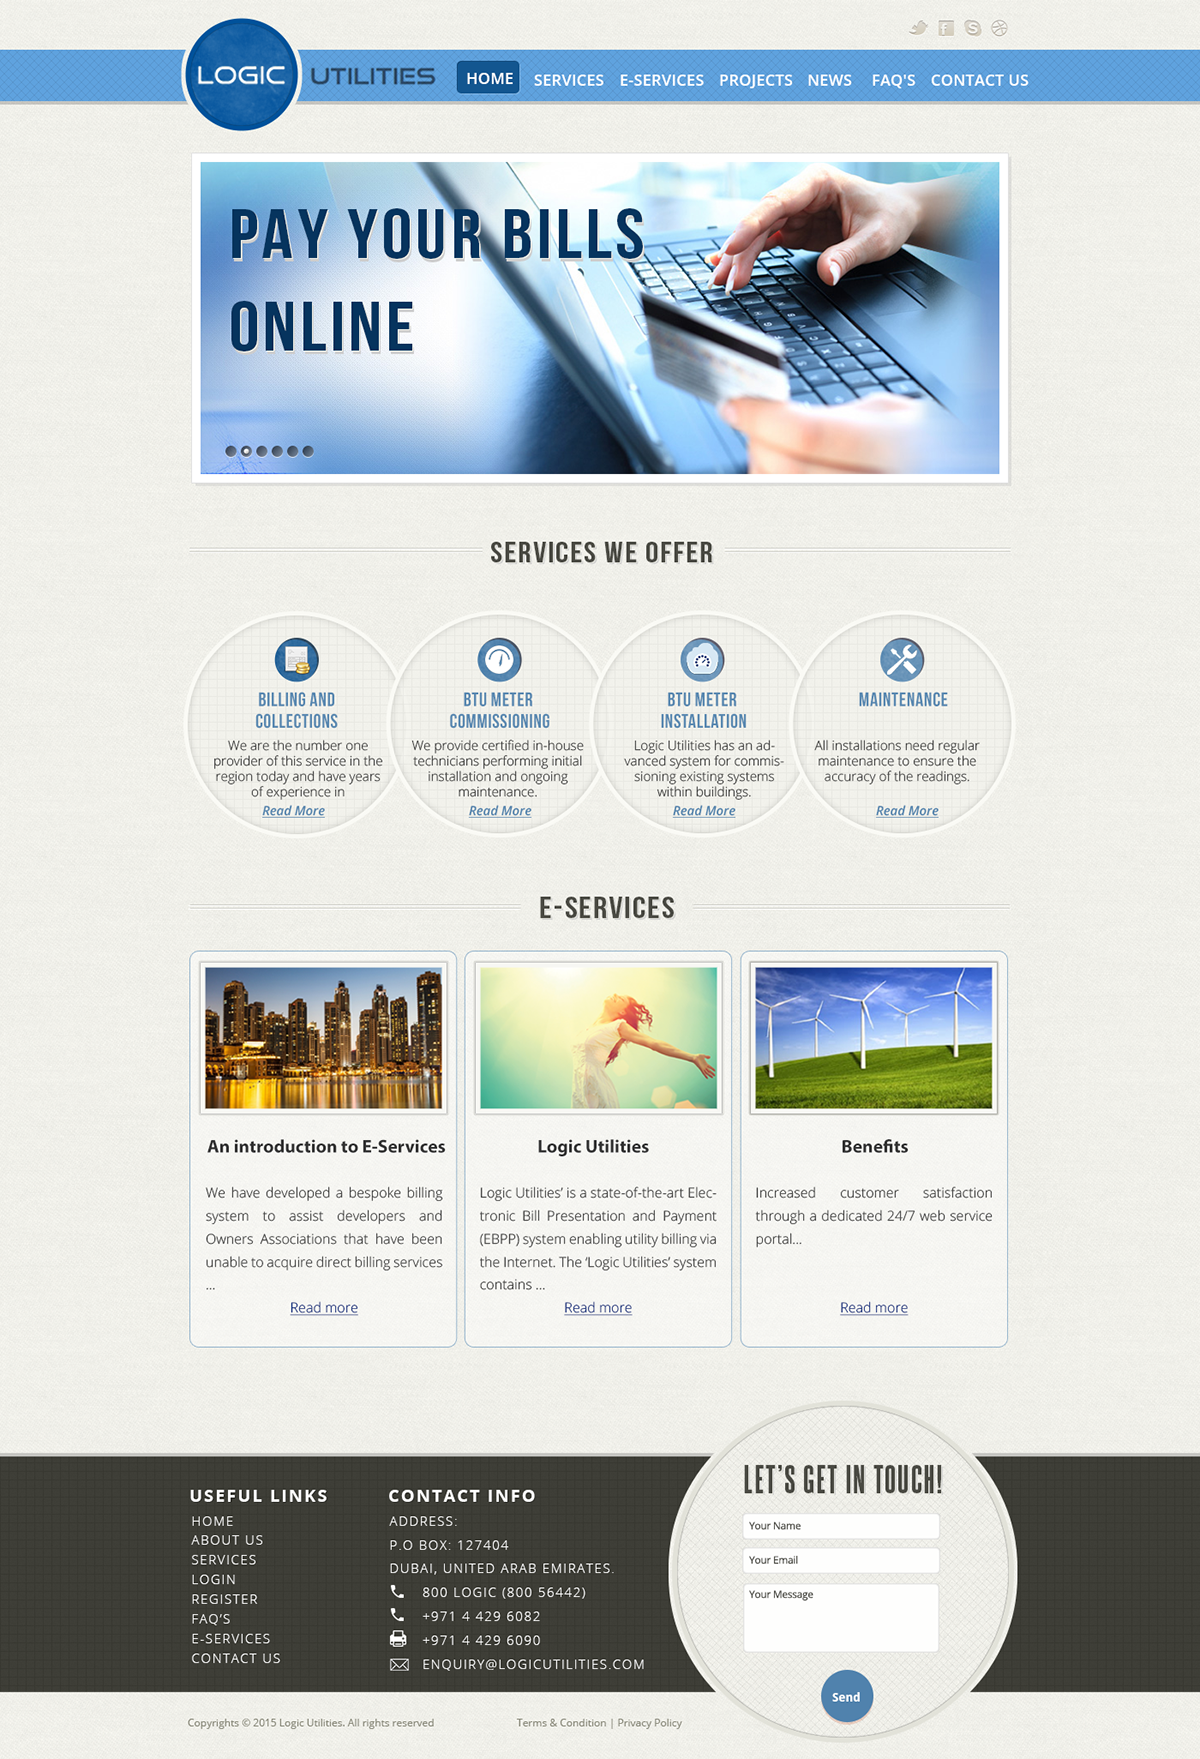 LOGIC UTILITIES
HOME SERVICES E-SERVICES PROJECTS NEWS FAQ'S CONTACT US
PAY YOUR BILLS
ONLINE
SERVICES WE OFFER
BILLING AND
COLLECTIONS
We are the number one
provider of this service in the
region today and have years
of experience in
Read More
BTU METER
COMMISSIONING
We provide certified in-house
technicians performing initial
installation and ongoing
maintenance.
Read More
BTU METER
INSTALLATION
Logic Utilities has an ad-
vanced system for commis-
sioning existing systems
within buildings.
Read More
MAINTENANCE
All installations need regular
maintenance to ensure the
accuracy of the readings.
Read More
E-SERVICES
An introduction to E-Services
We have developed a bespoke billing
system to assist developers and
Owners Associations that have been
unable to acquire direct billing services
...
Read more
Logic Utilities
Logic Utilities’ is a state-of-the-art Elec-
tronic Bill Presentation and Payment
(EBPP) system enabling utility billing via
the Internet. The ‘Logic Utilities’ system
contains ...
Read more
Benefits
Increased customer satisfaction
through a dedicated 24/7 web service
portal...
Read more
USEFUL LINKS
HOME
ABOUT US
SERVICES
LOGIN
REGISTER
FAQ’S
E-SERVICES
CONTACT US
CONTACT INFO
ADDRESS:
P.O BOX: 127404
DUBAI, UNITED ARAB EMIRATES.
800 LOGIC (800 56442)
+971 4 429 6082
+971 4 429 6090
ENQUIRY@LOGICUTILITIES.COM
LET’S GET IN TOUCH!
Your Name
Your Email
Your Message
Send
Copyrights © 2015 Logic Utilities. All rights reserved
Terms & Condition | Privacy Policy